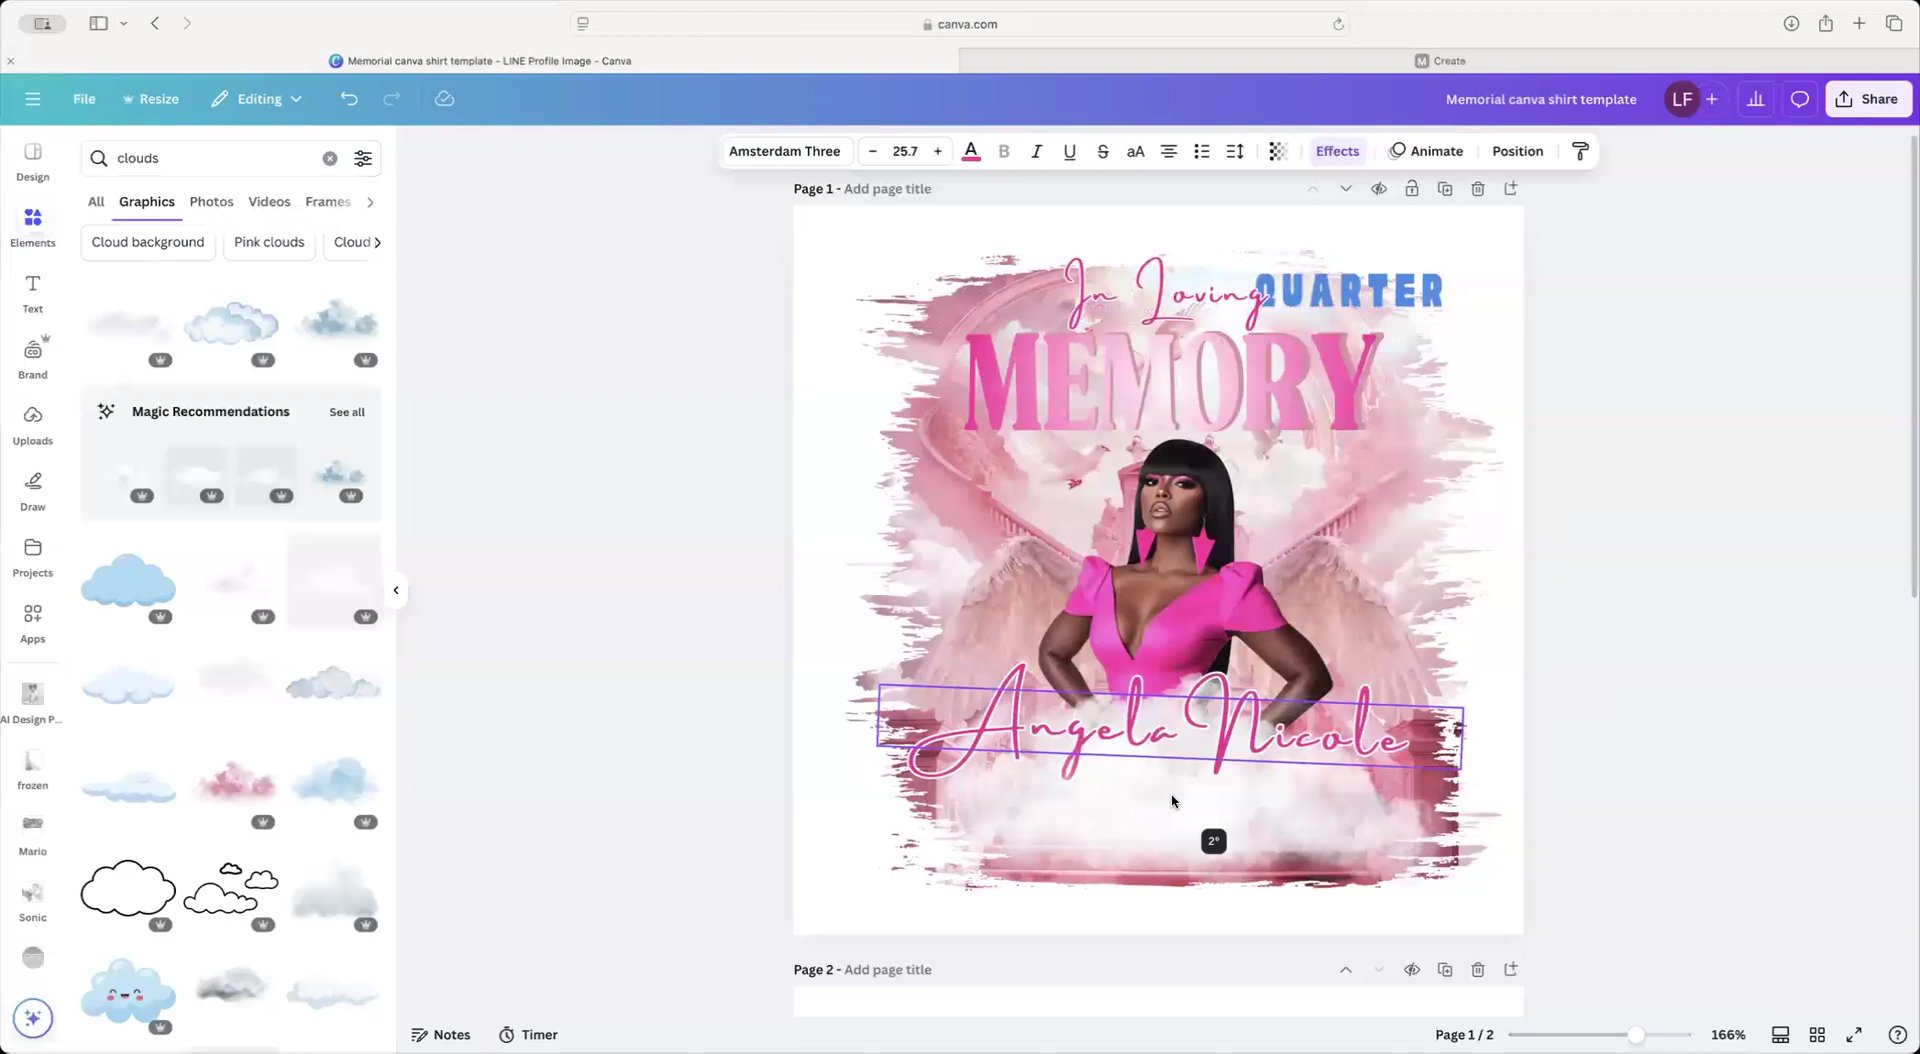 canva.com
Memorial canva shirt template – LINE Profile Image - Canva
M Create
File Resize Editing Memorial canva shirt template LF Share
clouds
Amsterdam Three – 25.7 + A B I U S aA Effects Animate Position
Design
Elements
Text
Brand
Uploads
Draw
Projects
Apps
AI Design P...
frozen
Mario
Sonic
All Graphics Photos Videos Frames
Cloud background Pink clouds Cloud
Magic Recommendations See all
Page 1 - Add page title
In Loving
QUARTER
MEMORY
Angela Nicole
2°
Page 2 - Add page title
Notes Timer Page 1 / 2 166%